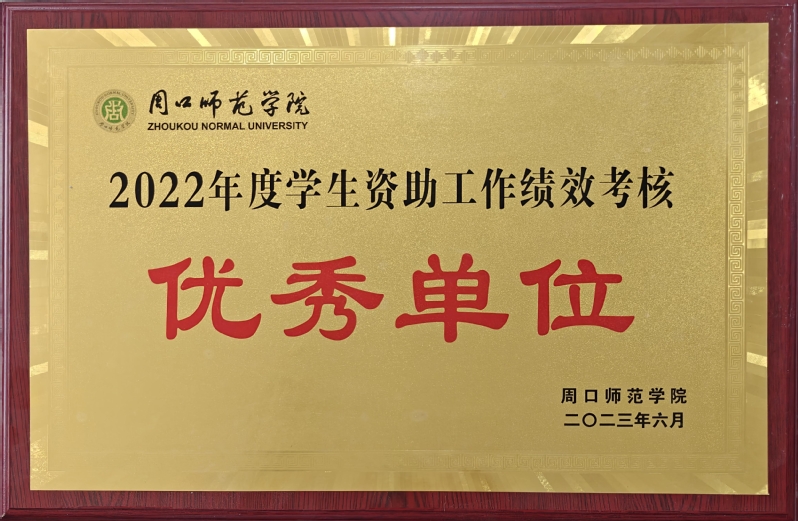 周口师范学院
ZHOUKOU NORMAL UNIVERSITY
2022年度学生资助工作绩效考核
优秀单位
周口师范学院
二〇二三年六月